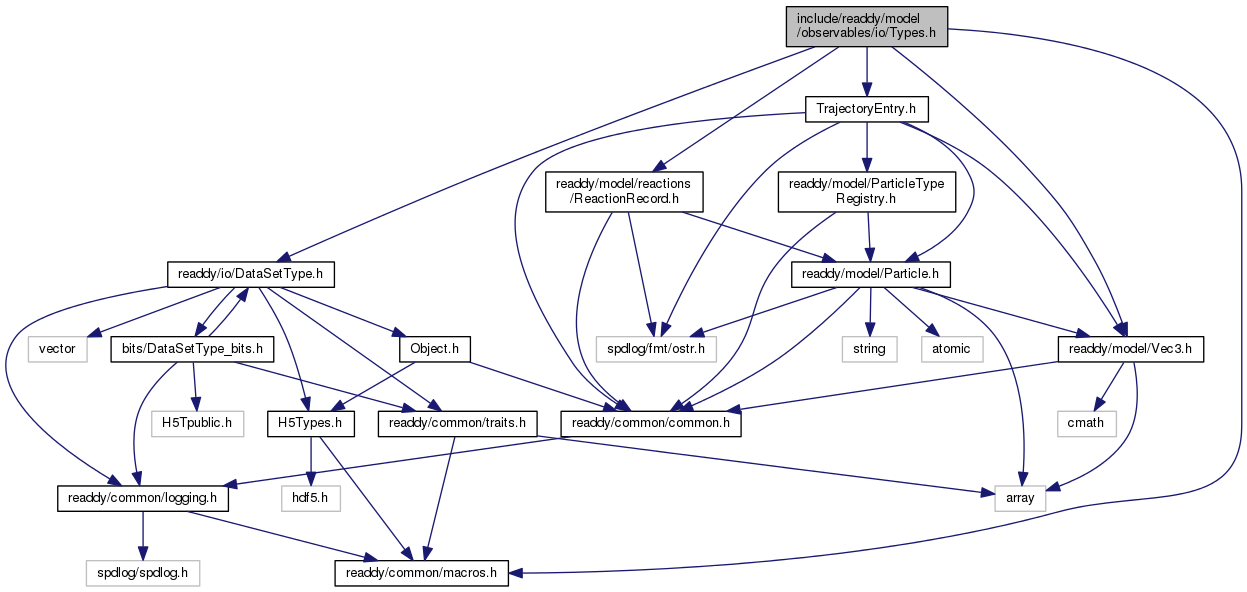 include/readdy/model
/observables/io/Types.h
TrajectoryEntry.h
readdy/model/reactions
/ReactionRecord.h
readdy/model/ParticleType
Registry.h
readdy/io/DataSetType.h
readdy/model/Particle.h
vector
bits/DataSetType_bits.h
Object.h
spdlog/fmt/ostr.h
string
atomic
readdy/model/Vec3.h
H5Tpublic.h
H5Types.h
readdy/common/traits.h
readdy/common/common.h
cmath
readdy/common/logging.h
hdf5.h
array
spdlog/spdlog.h
readdy/common/macros.h